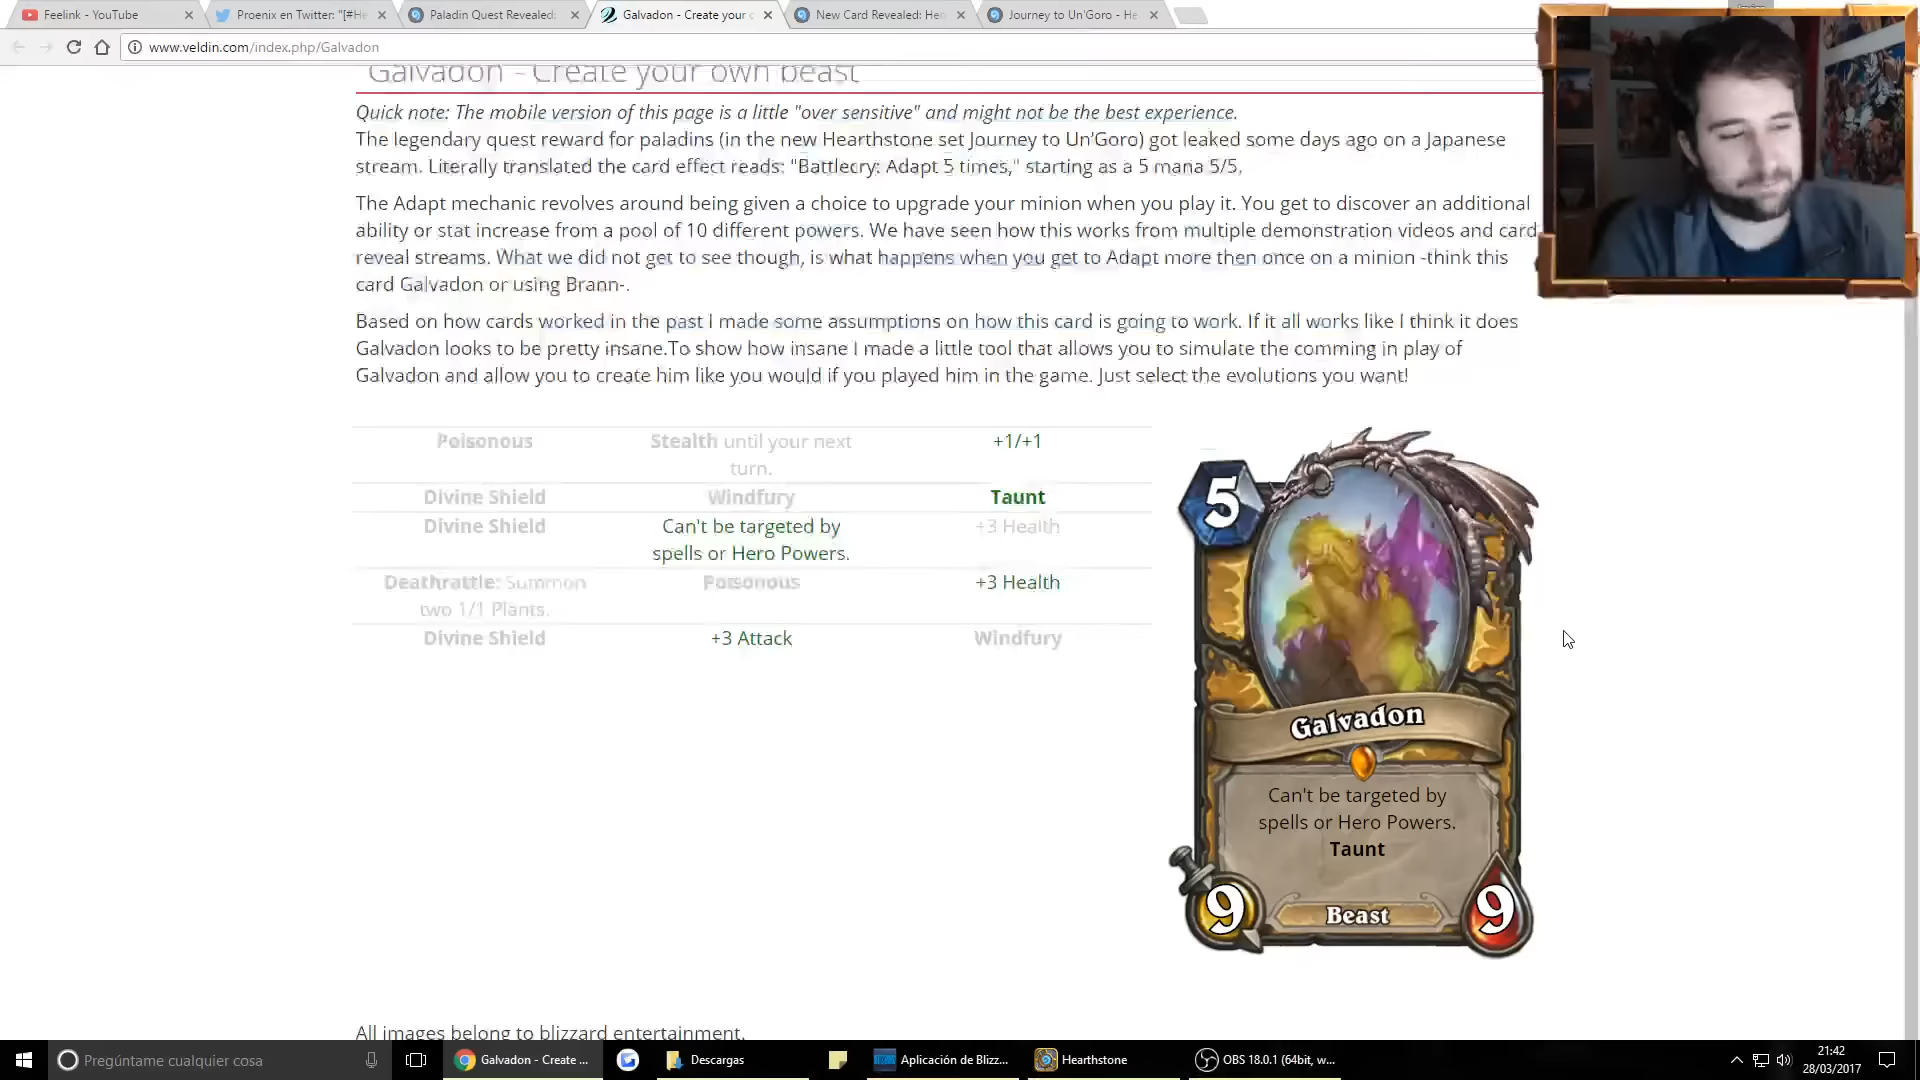 Feelink - YouTube
Proenix en Twitter: "[#He
Paladin Quest Revealed:
Galvadon - Create your o
New Card Revealed: He
Journey to Un'Goro - He
www.veldin.com/index.php/Galvadon
Galvadon - Create your own beast
Quick note: The mobile version of this page is a little "over sensitive" and might not be the best experience.
The legendary quest reward for paladins (in the new Hearthstone set Journey to Un'Goro) got leaked some days ago on a Japanese
stream. Literally translated the card effect reads: "Battlecry: Adapt 5 times," starting as a 5 mana 5/5,
The Adapt mechanic revolves around being given a choice to upgrade your minion when you play it. You get to discover an additional
ability or stat increase from a pool of 10 different powers. We have seen how this works from multiple demonstration videos and card
reveal streams. What we did not get to see though, is what happens when you get to Adapt more then once on a minion -think this
card Galvadon or using Brann-.
Based on how cards worked in the past I made some assumptions on how this card is going to work. If it all works like I think it does
Galvadon looks to be pretty insane.To show how insane I made a little tool that allows you to simulate the comming in play of
Galvadon and allow you to create him like you would if you played him in the game. Just select the evolutions you want!
Poisonous
Stealth until your next
turn.
+1/+1
Divine Shield
Windfury
Taunt
Divine Shield
Can't be targeted by
spells or Hero Powers.
+3 Health
Deathrattle: Summon
two 1/1 Plants.
Poisonous
+3 Health
Divine Shield
+3 Attack
Windfury
5
Galvadon
Can't be targeted by
spells or Hero Powers.
Taunt
9
Beast
9
All images belong to blizzard entertainment.
Pregúntame cualquier cosa
Galvadon - Create ...
Descargas
Aplicación de Blizz...
Hearthstone
OBS 18.0.1 (64bit, w...
21:42
28/03/2017